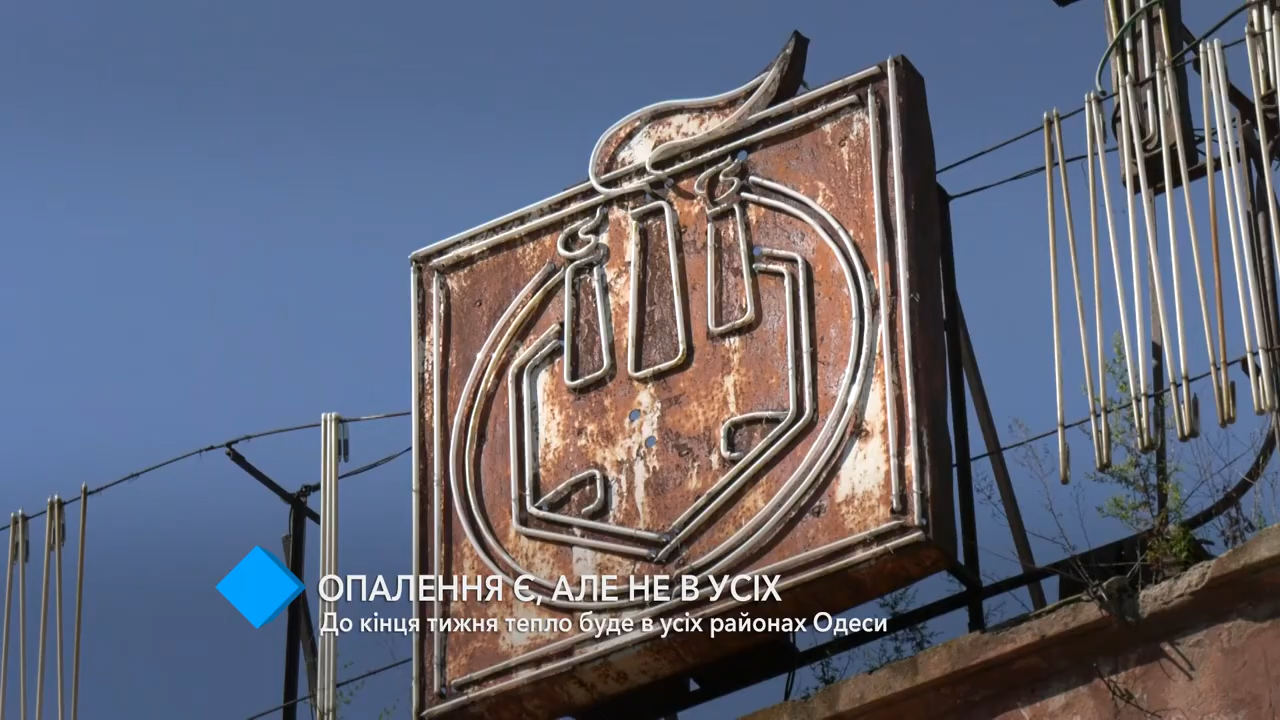 ОПАЛЕННЯ Є, АЛЕ НЕ В УСІХ
До кінця тижня тепло буде в усіх районах Одеси